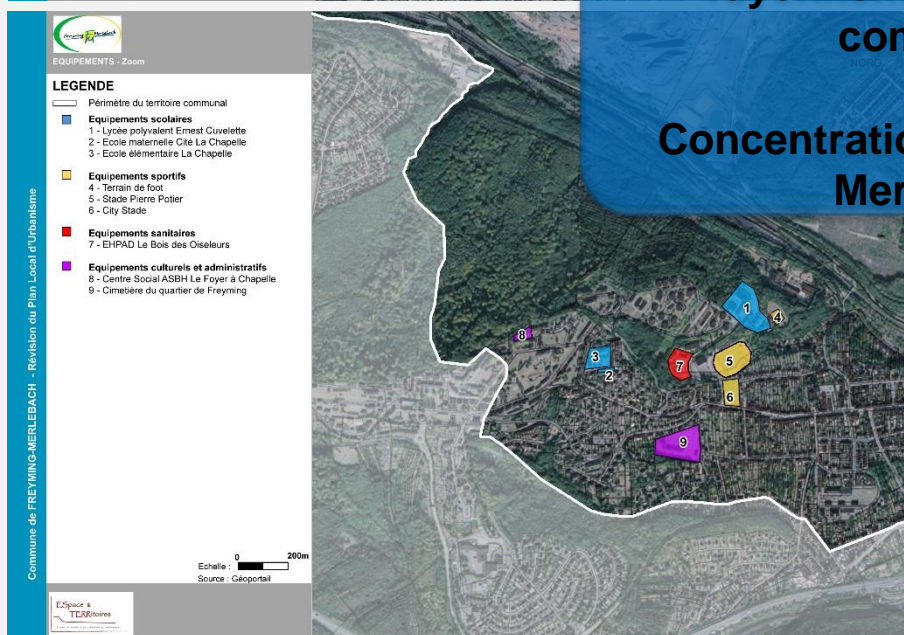 EQUIPEMENTS - Zoom
LEGENDE
Périmètre du territoire communal
Equipements scolaires
1 - Lycée polyvalent Ernest Cuvelette
2 - Ecole maternelle Cité La Chapelle
3 - Ecole élémentaire La Chapelle
Equipements sportifs
4 - Terrain de foot
5 - Stade Pierre Potier
6 - City Stade
Equipements sanitaires
7 - EHPAD Le Bois des Oiseleurs
Equipements culturels et administratifs
8 - Centre Social ASBH Le Foyer à Chapelle
9 - Cimetière du quartier de Freyming
Commune de FREYMING-MERLEBACH - Révision du Plan Local d'Urbanisme
0 200m
Echelle :
Source : Géoportail
ESpace &
TERRitoires
con
NORD
Concentratio
Mer
1
4
8
3
2
7
5
6
9